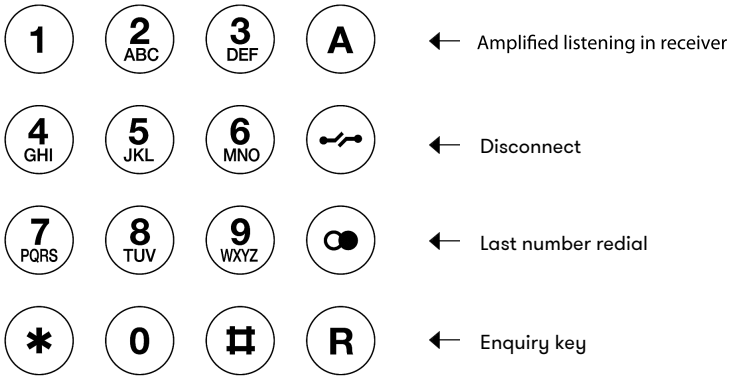 1 2 3 A Amplified listening in receiver
ABC DEF
4 5 6 Disconnect
GHI JKL MNO
7 8 9 Last number redial
PQRS TUV WXYZ
* 0 # R Enquiry key